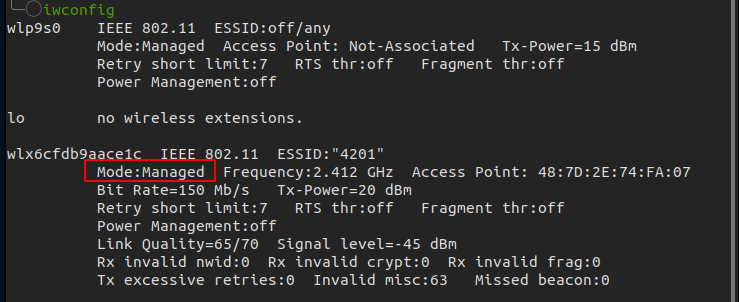 iwconfig
wlp9s0    IEEE 802.11  ESSID:off/any
Mode:Managed  Access Point: Not-Associated   Tx-Power=15 dBm
Retry short limit:7   RTS thr:off   Fragment thr:off
Power Management:off
lo        no wireless extensions.
wlx6cfdb9aace1c  IEEE 802.11  ESSID:"4201"
Mode:Managed  Frequency:2.412 GHz  Access Point: 48:7D:2E:74:FA:07
Bit Rate=150 Mb/s   Tx-Power=20 dBm
Retry short limit:7   RTS thr:off   Fragment thr:off
Power Management:off
Link Quality=65/70  Signal level=-45 dBm
Rx invalid nwid:0  Rx invalid crypt:0  Rx invalid frag:0
Tx excessive retries:0  Invalid misc:63   Missed beacon:0